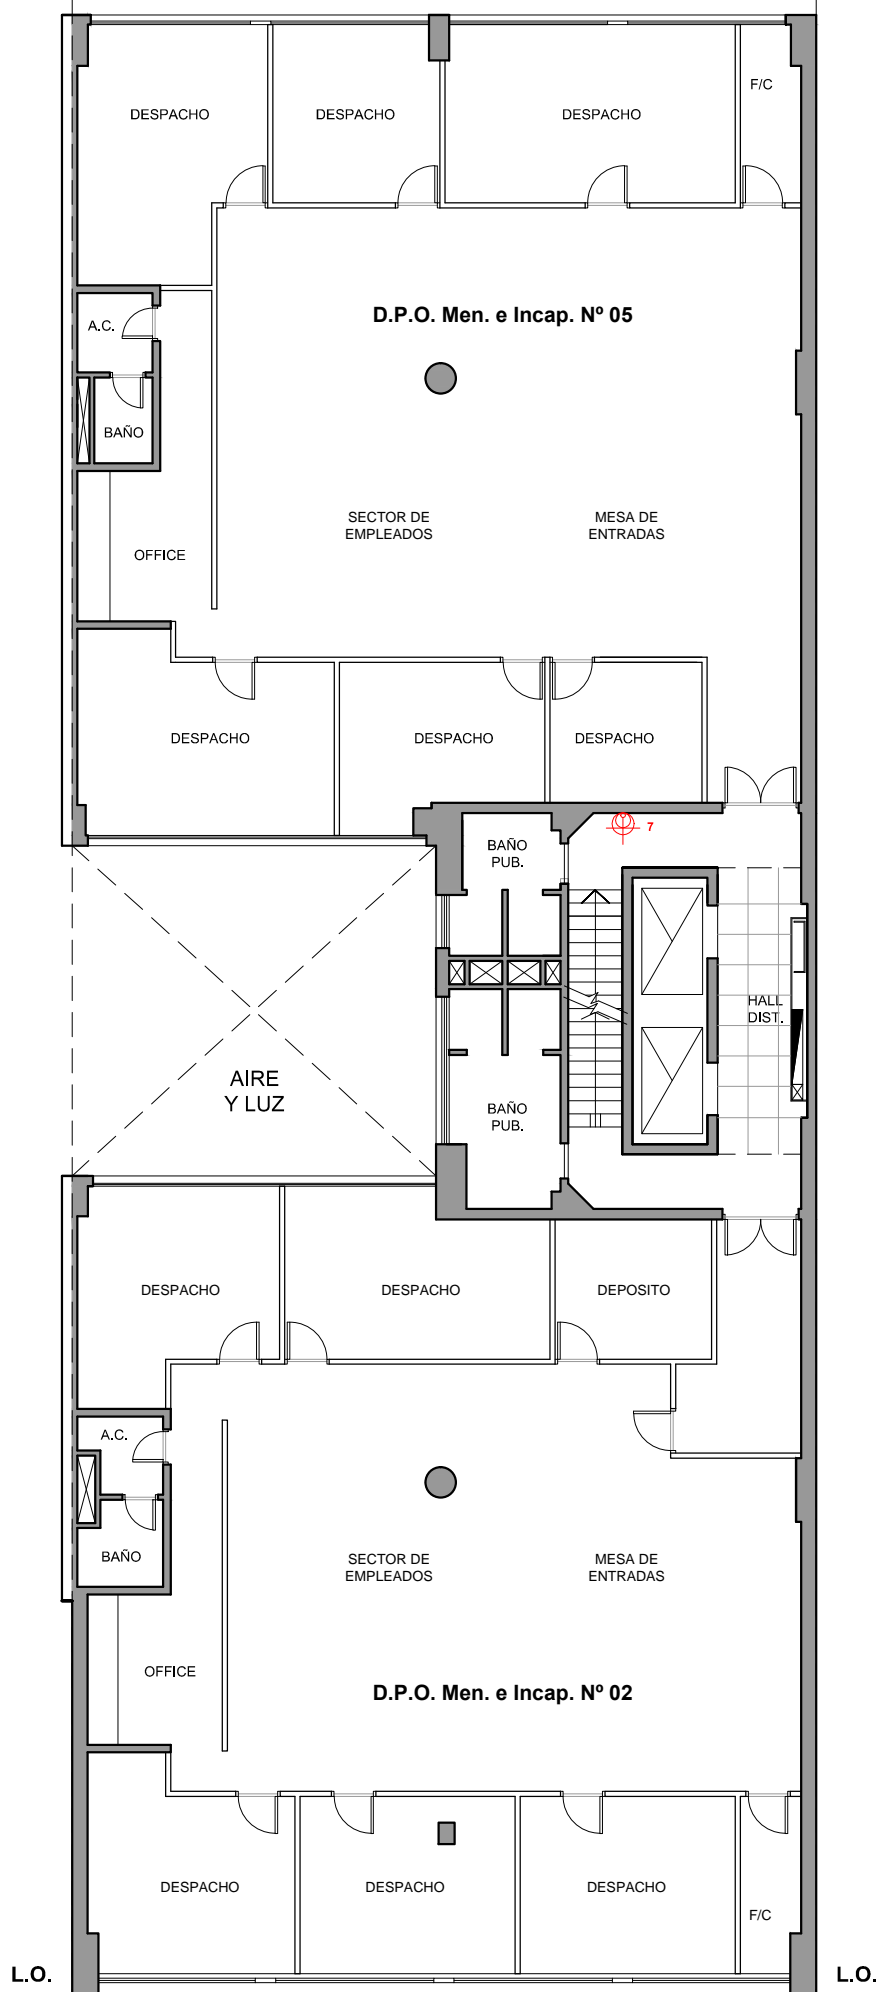 F/C
DESPACHO
DESPACHO
DESPACHO
D.P.O. Men. e Incap. Nº 05
A.C.
BAÑO
SECTOR DE
EMPLEADOS
MESA DE
ENTRADAS
OFFICE
DESPACHO
DESPACHO
DESPACHO
7
BAÑO
PUB.
HALL
DIST.
AIRE
Y LUZ
BAÑO
PUB.
DESPACHO
DESPACHO
DEPOSITO
A.C.
BAÑO
SECTOR DE
EMPLEADOS
MESA DE
ENTRADAS
OFFICE
D.P.O. Men. e Incap. Nº 02
DESPACHO
DESPACHO
DESPACHO
F/C
L.O.
L.O.